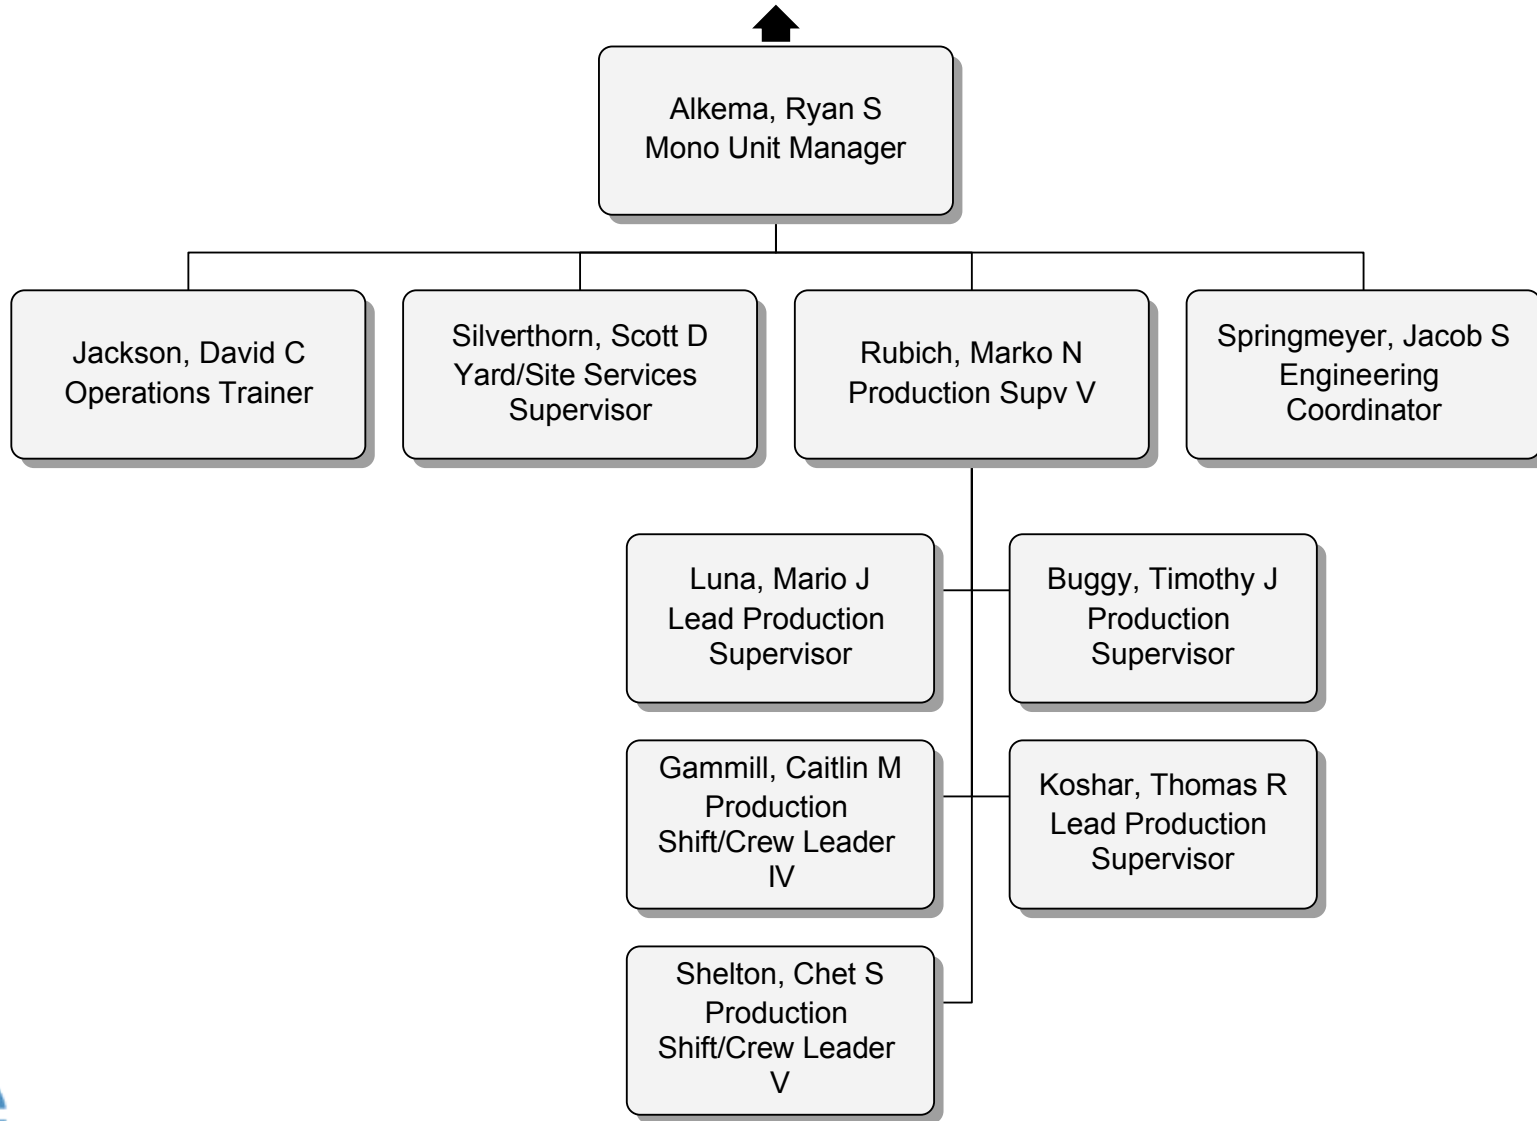 Alkema, Ryan S
Mono Unit Manager
Jackson, David C
Operations Trainer
Silverthorn, Scott D
Yard/Site Services
Supervisor
Rubich, Marko N
Production Supv V
Springmeyer, Jacob S
Engineering
Coordinator
Luna, Mario J
Lead Production
Supervisor
Buggy, Timothy J
Production
Supervisor
Gammill, Caitlin M
Production
Shift/Crew Leader
IV
Koshar, Thomas R
Lead Production
Supervisor
Shelton, Chet S
Production
Shift/Crew Leader
V